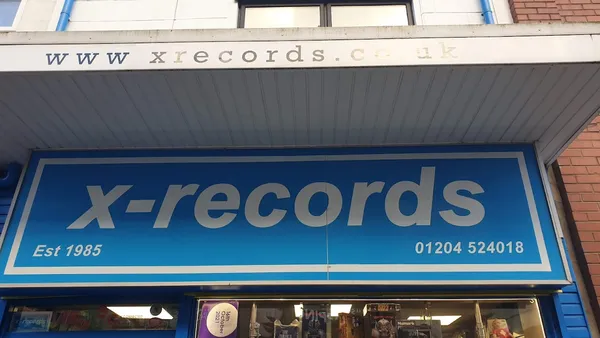 www xrecords.co.uk
x-records
Est 1985
01204 524018